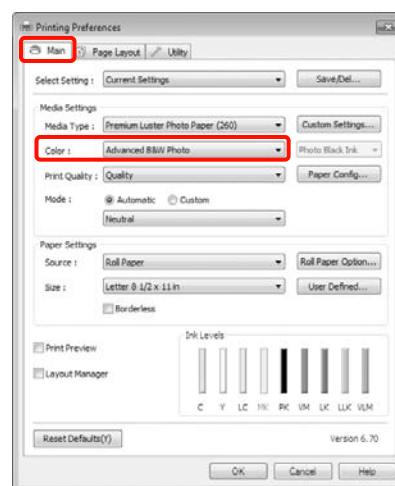 Printing Preferences
Main Page Layout Utility
Select Setting : Current Settings Save/Del...
Media Settings
Media Type : Premium Luster Photo Paper (260) Custom Settings...
Color : Advanced B&W Photo Photo Black Ink
Print Quality : Quality Paper Config...
Mode : Automatic Custom
Neutral
Paper Settings
Source : Roll Paper Roll Paper Option...
Size : Letter 8 1/2 x 11 in User Defined...
Borderless
Ink Levels
Print Preview
Layout Manager
C Y LC MK PK VM LK LLK VLM
Reset Defaults(Y) Version 6.70
OK Cancel Help